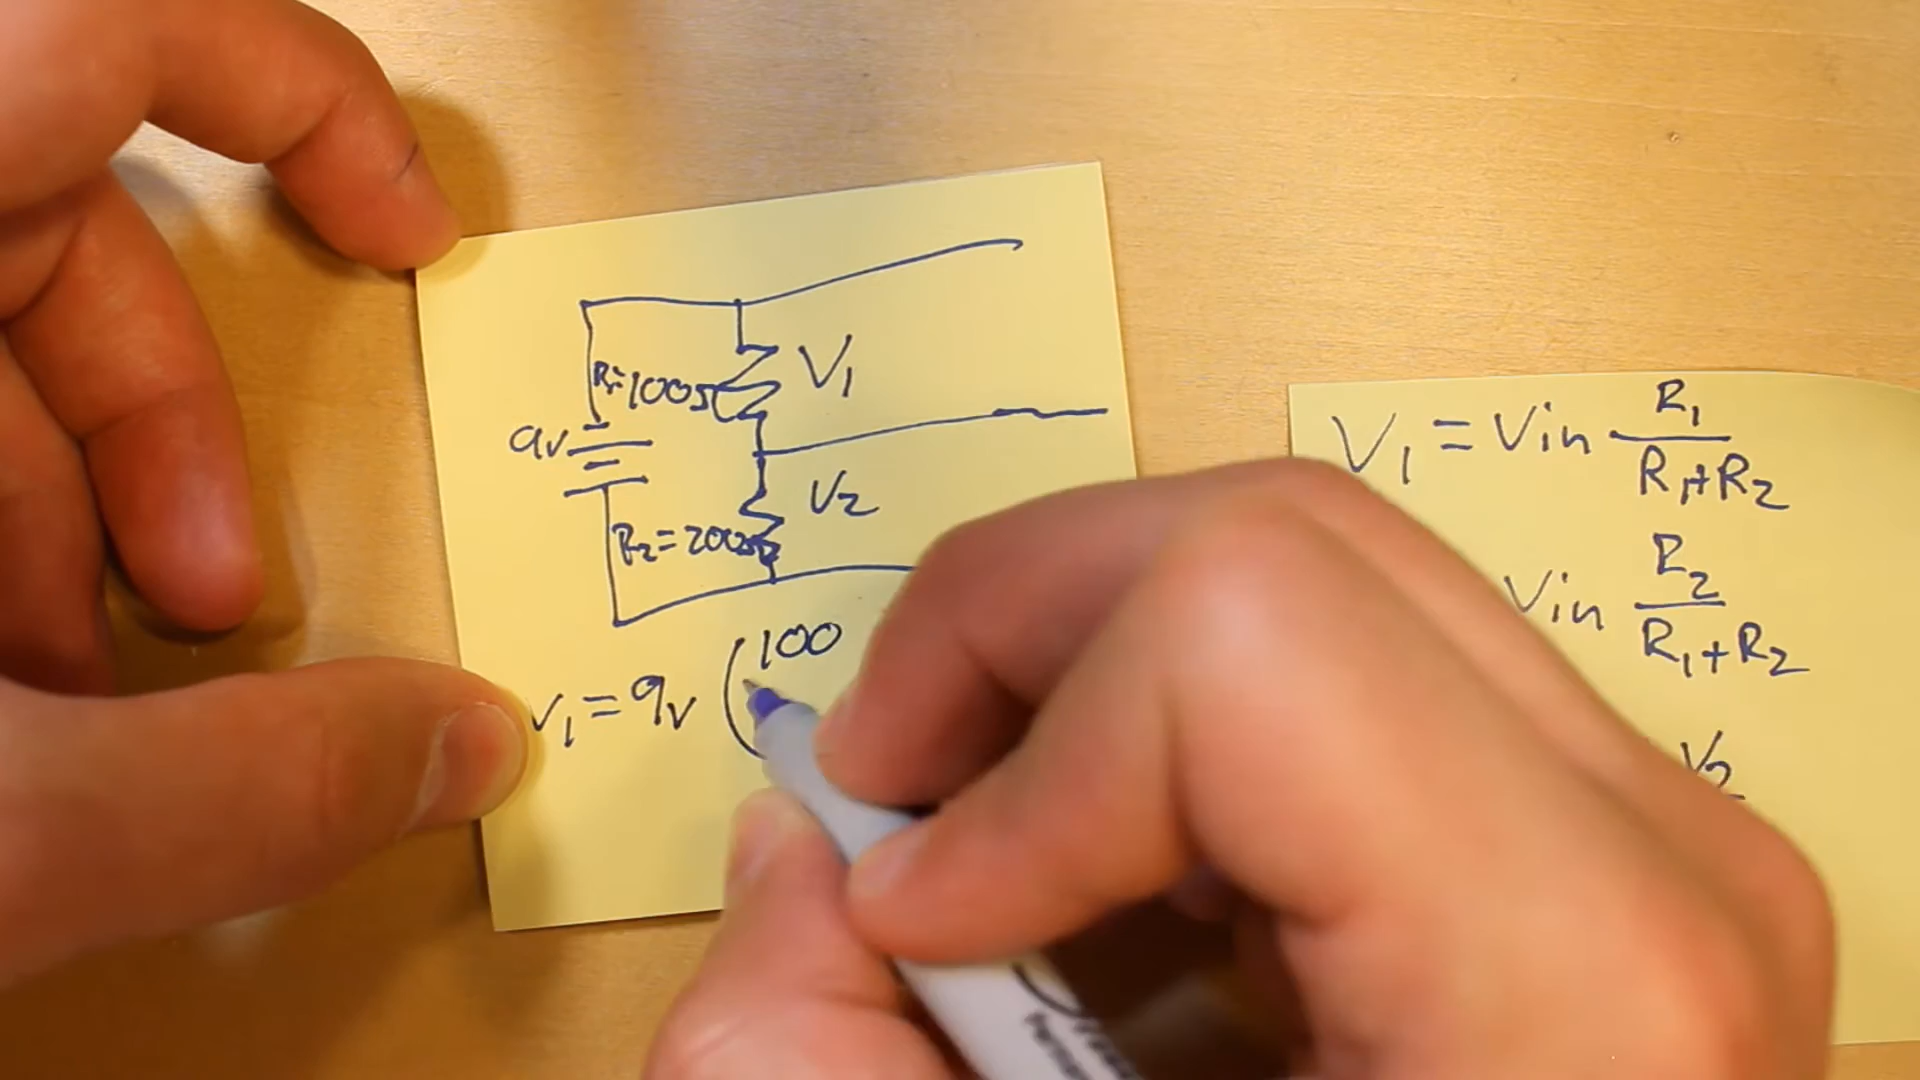 R1=100Ω
V1
9V
V2
R2=200Ω
V1=9V (100
V1 = Vin R1
R1+R2
Vin R2
R1+R2
V2